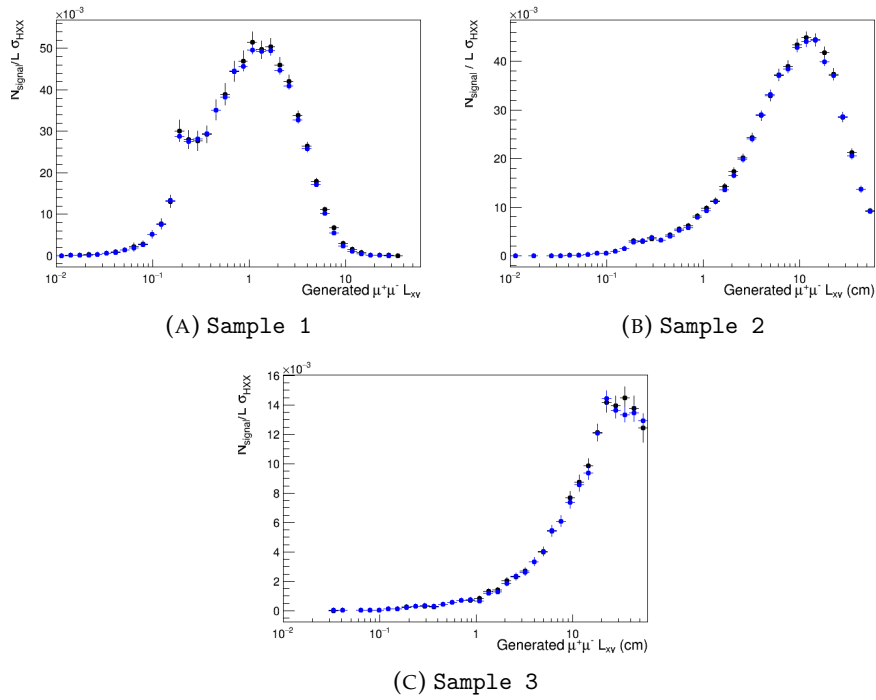 ×10⁻³
N_signal/L σ_HXX
50
40
30
20
10
0
10⁻² 10⁻¹ 1 10
Generated μ⁺μ⁻ L_xy
(A) Sample 1
×10⁻³
N_signal / L σ_HXX
40
30
20
10
0
10⁻² 10⁻¹ 1 10
Generated μ⁺μ⁻ L_xy (cm)
(B) Sample 2
×10⁻³
N_signal/L σ_HXX
16
14
12
10
8
6
4
2
0
10⁻² 10⁻¹ 1 10
Generated μ⁺μ⁻ L_xy (cm)
(C) Sample 3